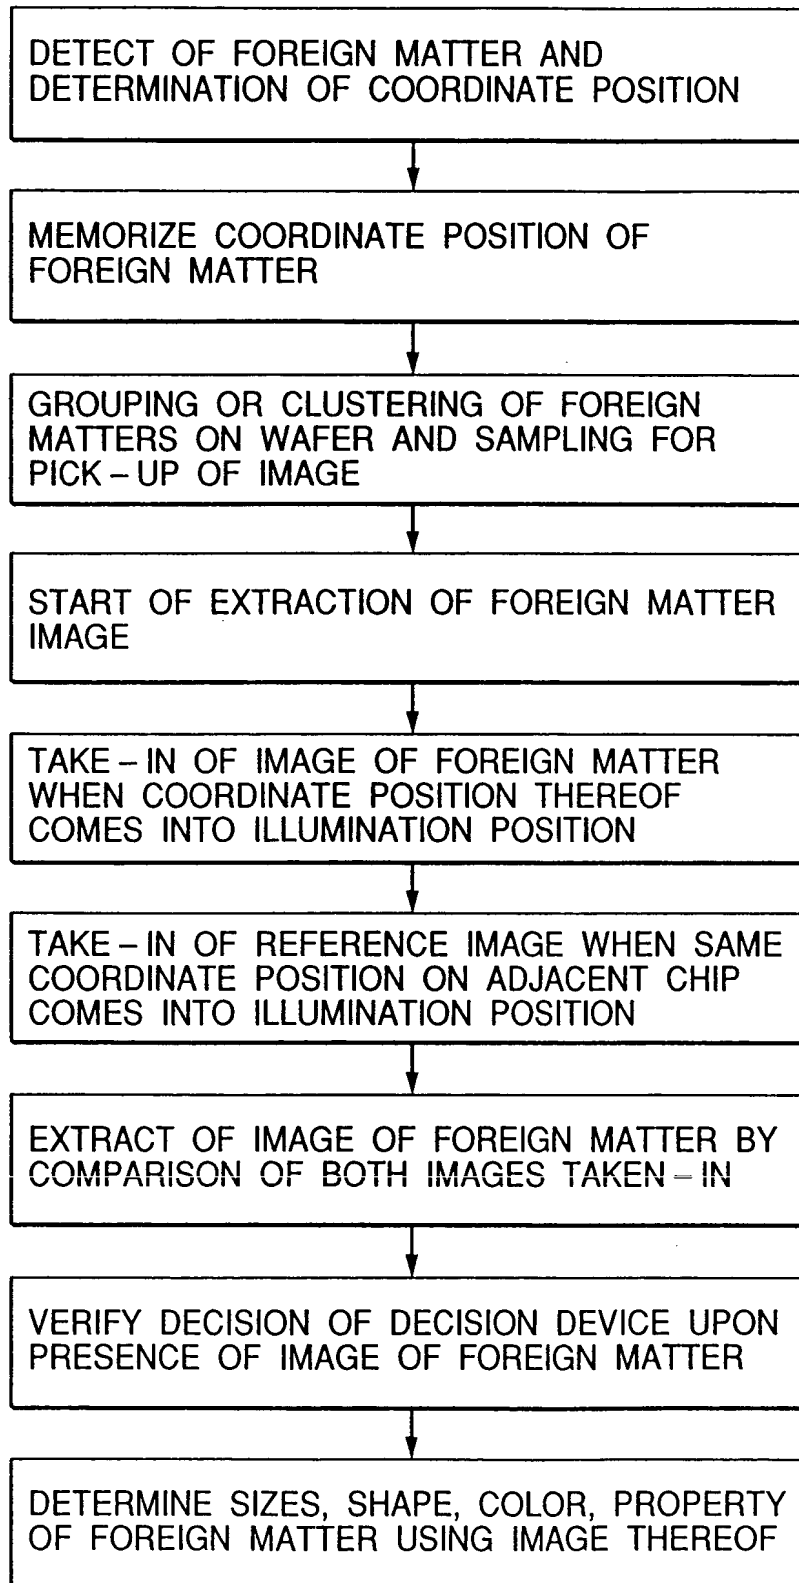 DETECT OF FOREIGN MATTER AND
DETERMINATION OF COORDINATE POSITION
MEMORIZE COORDINATE POSITION OF
FOREIGN MATTER
GROUPING OR CLUSTERING OF FOREIGN
MATTERS ON WAFER AND SAMPLING FOR
PICK-UP OF IMAGE
START OF EXTRACTION OF FOREIGN MATTER
IMAGE
TAKE-IN OF IMAGE OF FOREIGN MATTER
WHEN COORDINATE POSITION THEREOF
COMES INTO ILLUMINATION POSITION
TAKE-IN OF REFERENCE IMAGE WHEN SAME
COORDINATE POSITION ON ADJACENT CHIP
COMES INTO ILLUMINATION POSITION
EXTRACT OF IMAGE OF FOREIGN MATTER BY
COMPARISON OF BOTH IMAGES TAKEN-IN
VERIFY DECISION OF DECISION DEVICE UPON
PRESENCE OF IMAGE OF FOREIGN MATTER
DETERMINE SIZES, SHAPE, COLOR, PROPERTY
OF FOREIGN MATTER USING IMAGE THEREOF